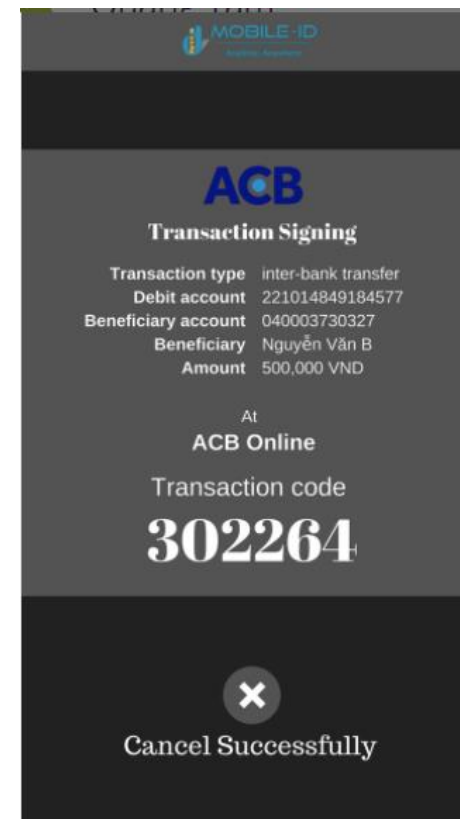 MOBILE-ID
ACB
Transaction Signing
Transaction type inter-bank transfer
Debit account 221014849184577
Beneficiary account 040003730327
Beneficiary Nguyễn Văn B
Amount 500,000 VND
At
ACB Online
Transaction code
302264
Cancel Successfully